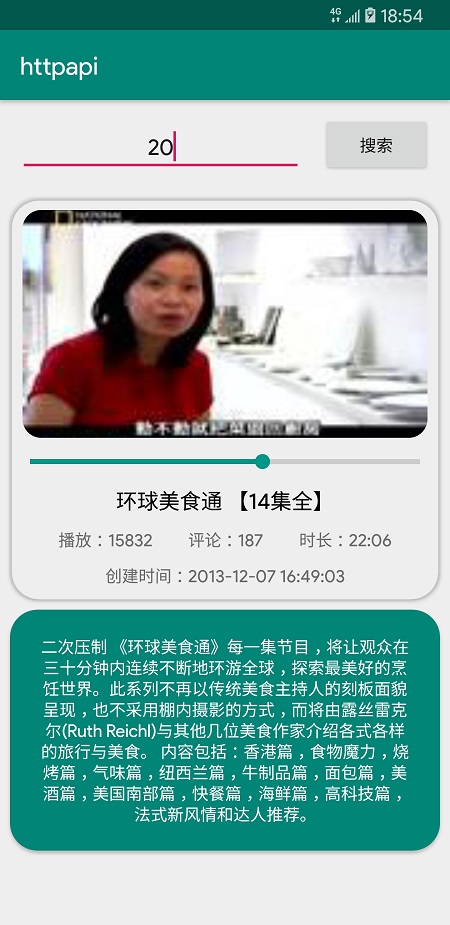 4G 18:54
httpapi
20
搜索
NATIONAL
動不動就把菜園廚房
环球美食通 【14集全】
播放：15832 评论：187 时长：22:06
创建时间：2013-12-07 16:49:03
二次压制 《环球美食通》每一集节目，将让观众在
三十分钟内连续不断地环游全球，探索最美好的烹
饪世界。此系列不再以传统美食主持人的刻板面貌
呈现，也不采用棚内摄影的方式，而将由露丝雷克
尔(Ruth Reichl)与其他几位美食作家介绍各式各样
的旅行与美食。 内容包括：香港篇，食物魔力，烧
烤篇，气味篇，纽西兰篇，牛制品篇，面包篇，美
酒篇，美国南部篇，快餐篇，海鲜篇，高科技篇，
法式新风情和达人推荐。